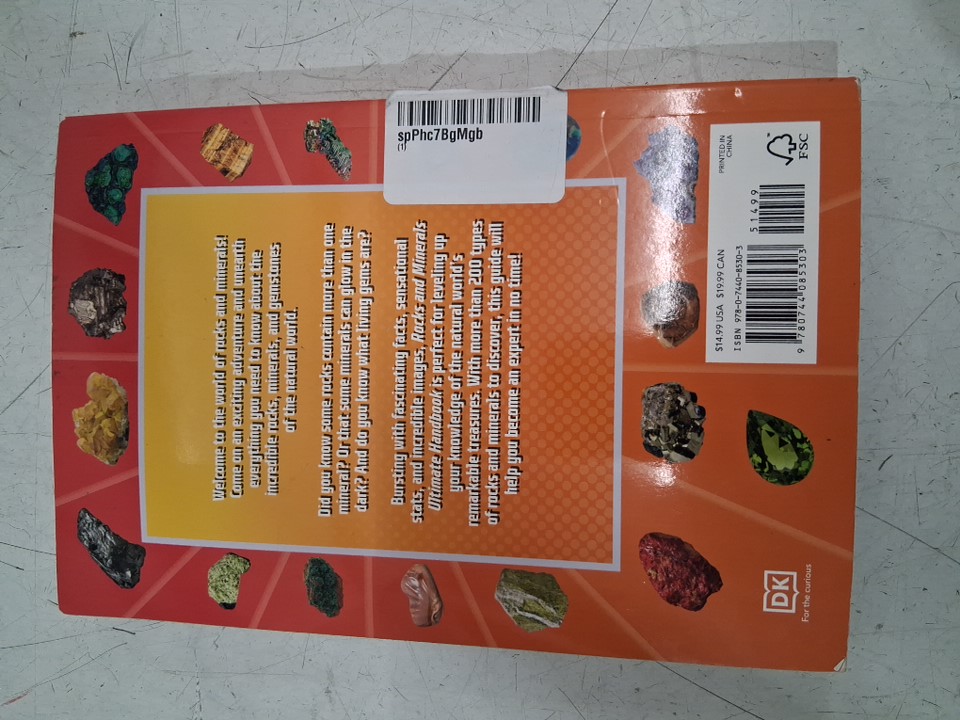 spPhc7BgMgb
Welcome to the world of rocks and minerals!
Come on an exciting adventure and unearth
everything you need to know about the
incredible rocks, minerals, and gemstones
of the natural world.
Did you know some rocks contain more than one
mineral? Or that some minerals can glow in the
dark? And do you know what living gems are?
Bursting with fascinating facts, sensational
stats, and incredible images, Rocks and Minerals
Ultimate Handbook is perfect for leveling up
your knowledge of the natural world's
remarkable treasures. With more than 200 types
of rocks and minerals to discover, this guide will
help you become an expert in no time!
DK
For the curious
$14.99 USA $19.99 CAN
ISBN 978-0-7440-8530-3
9 780744 085303
51499
PRINTED IN
CHINA
FSC